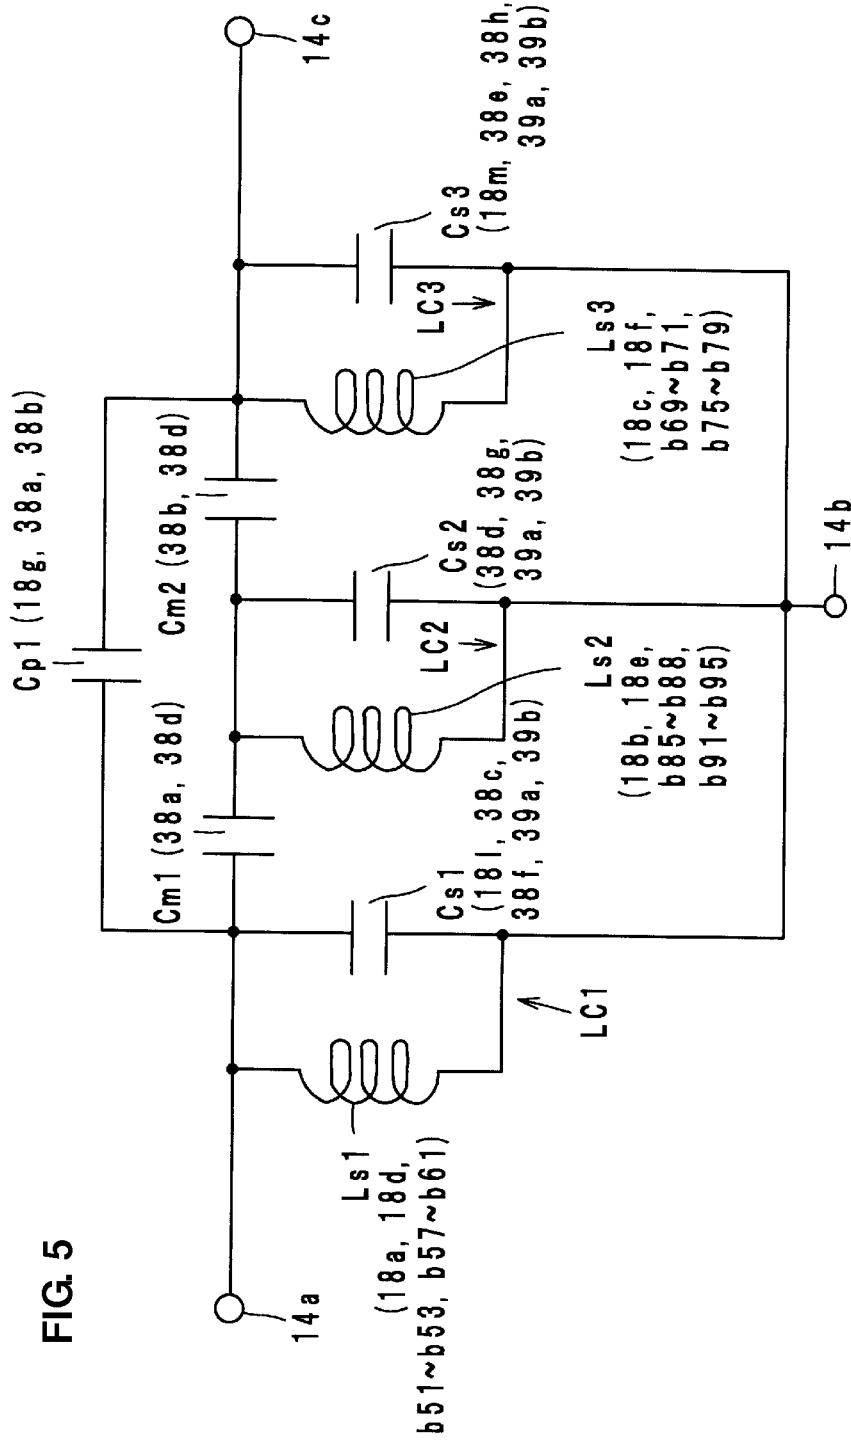 FIG. 5
Cp1 (18g, 38a, 38b)
Cm1 (38a, 38d)
Cm2 (38b, 38d)
14a
14c
Ls1
(18a, 18d,
b51~b53, b57~b61)
Cs1
(18l, 38c,
38f, 39a, 39b)
LC1
Ls2
(18b, 18e,
b85~b88,
b91~b95)
LC2
Cs2
(38d, 38g,
39a, 39b)
Ls3
(18c, 18f,
b69~b71,
b75~b79)
LC3
Cs3
(18m, 38e, 38h,
39a, 39b)
14b